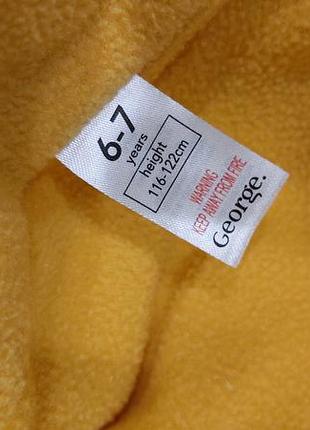 6-7
years
height
116-122cm
WARNING
KEEP AWAY FROM FIRE
George.